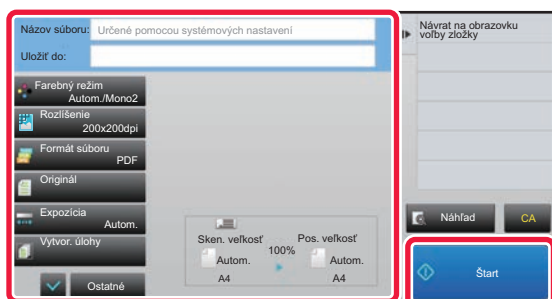 Názov súboru: Určené pomocou systémových nastavení
Uložiť do:
Farebný režim
Autom./Mono2
Rozlíšenie
200x200dpi
Formát súboru
PDF
Originál
Expozícia
Autom.
Vytvor. úlohy
Ostatné
Sken. veľkosť
Autom.
A4
100%
Pos. veľkosť
Autom.
A4
Návrat na obrazovku
voľby zložky
Náhľad
CA
Štart